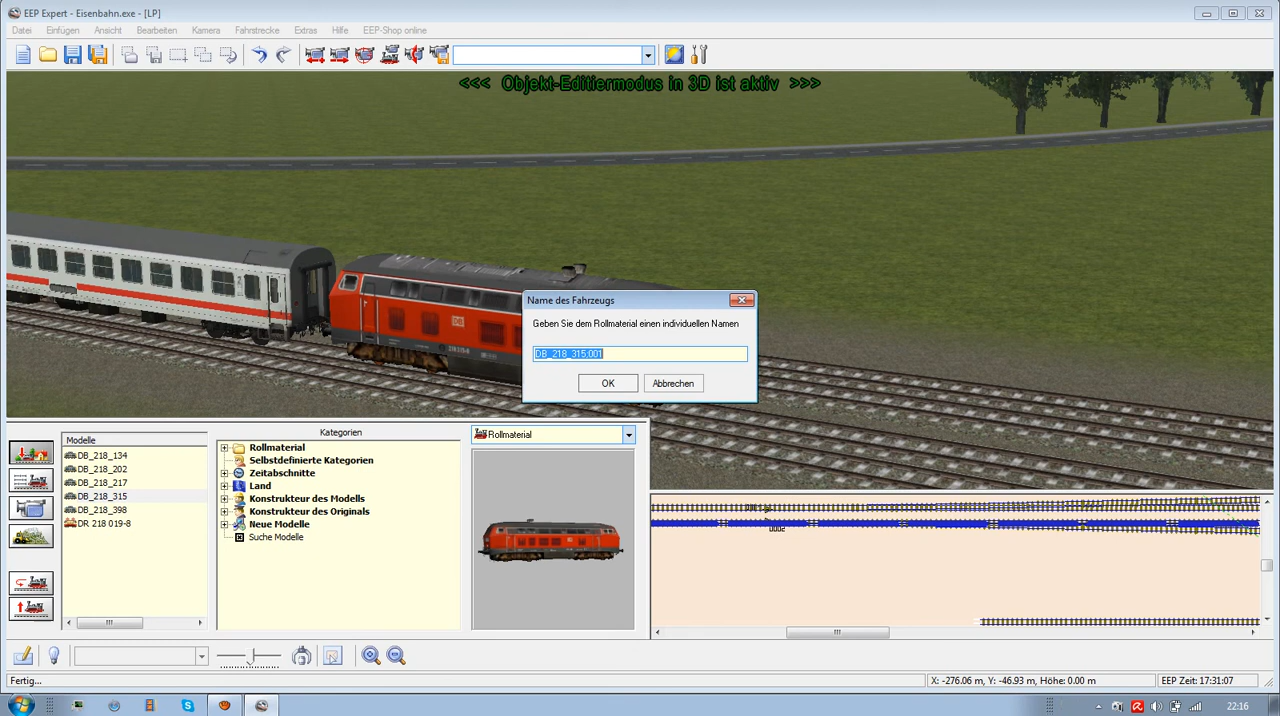 EEP Expert - Eisenbahn.exe - [LP]
Datei Einfügen Ansicht Bearbeiten Kamera Fahrstrecke Extras Hilfe EEP-Shop online
<<< Objekt-Editiermodus in 3D ist aktiv >>>
DB
Name des Fahrzeugs
Geben Sie dem Rollmaterial einen individuellen Namen
DB_218_315;001
OK Abbrechen
Modelle
DB_218_134
DB_218_202
DB_218_217
DB_218_315
DB_218_398
DR 218 019-8
Kategorien
Rollmaterial
Selbstdefinierte Kategorien
Zeitabschnitte
Land
Konstrukteur des Modells
Konstrukteur des Originals
Neue Modelle
Suche Modelle
Rollmaterial
Fertig...
X: -276.06 m, Y: -46.93 m, Höhe: 0.00 m
EEP Zeit: 17:31:07
22:16